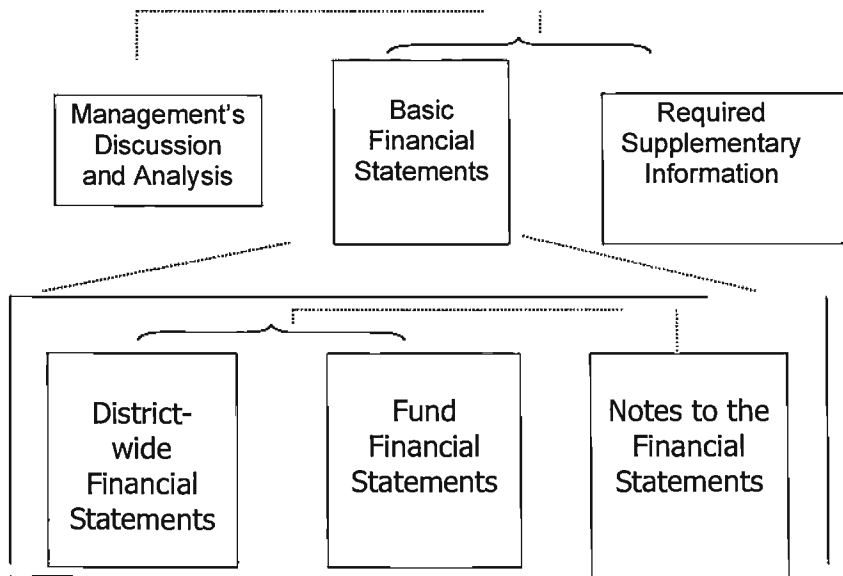 Management's
Discussion
and Analysis
Basic
Financial
Statements
Required
Supplementary
Information
District-
wide
Financial
Statements
Fund
Financial
Statements
Notes to the
Financial
Statements